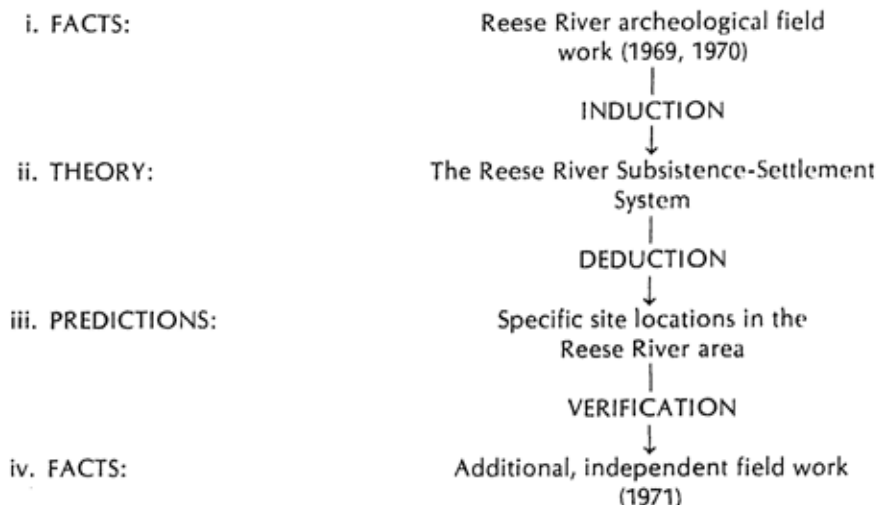 i. FACTS: Reese River archeological field
work (1969, 1970)
INDUCTION
ii. THEORY: The Reese River Subsistence-Settlement
System
DEDUCTION
iii. PREDICTIONS: Specific site locations in the
Reese River area
VERIFICATION
iv. FACTS: Additional, independent field work
(1971)